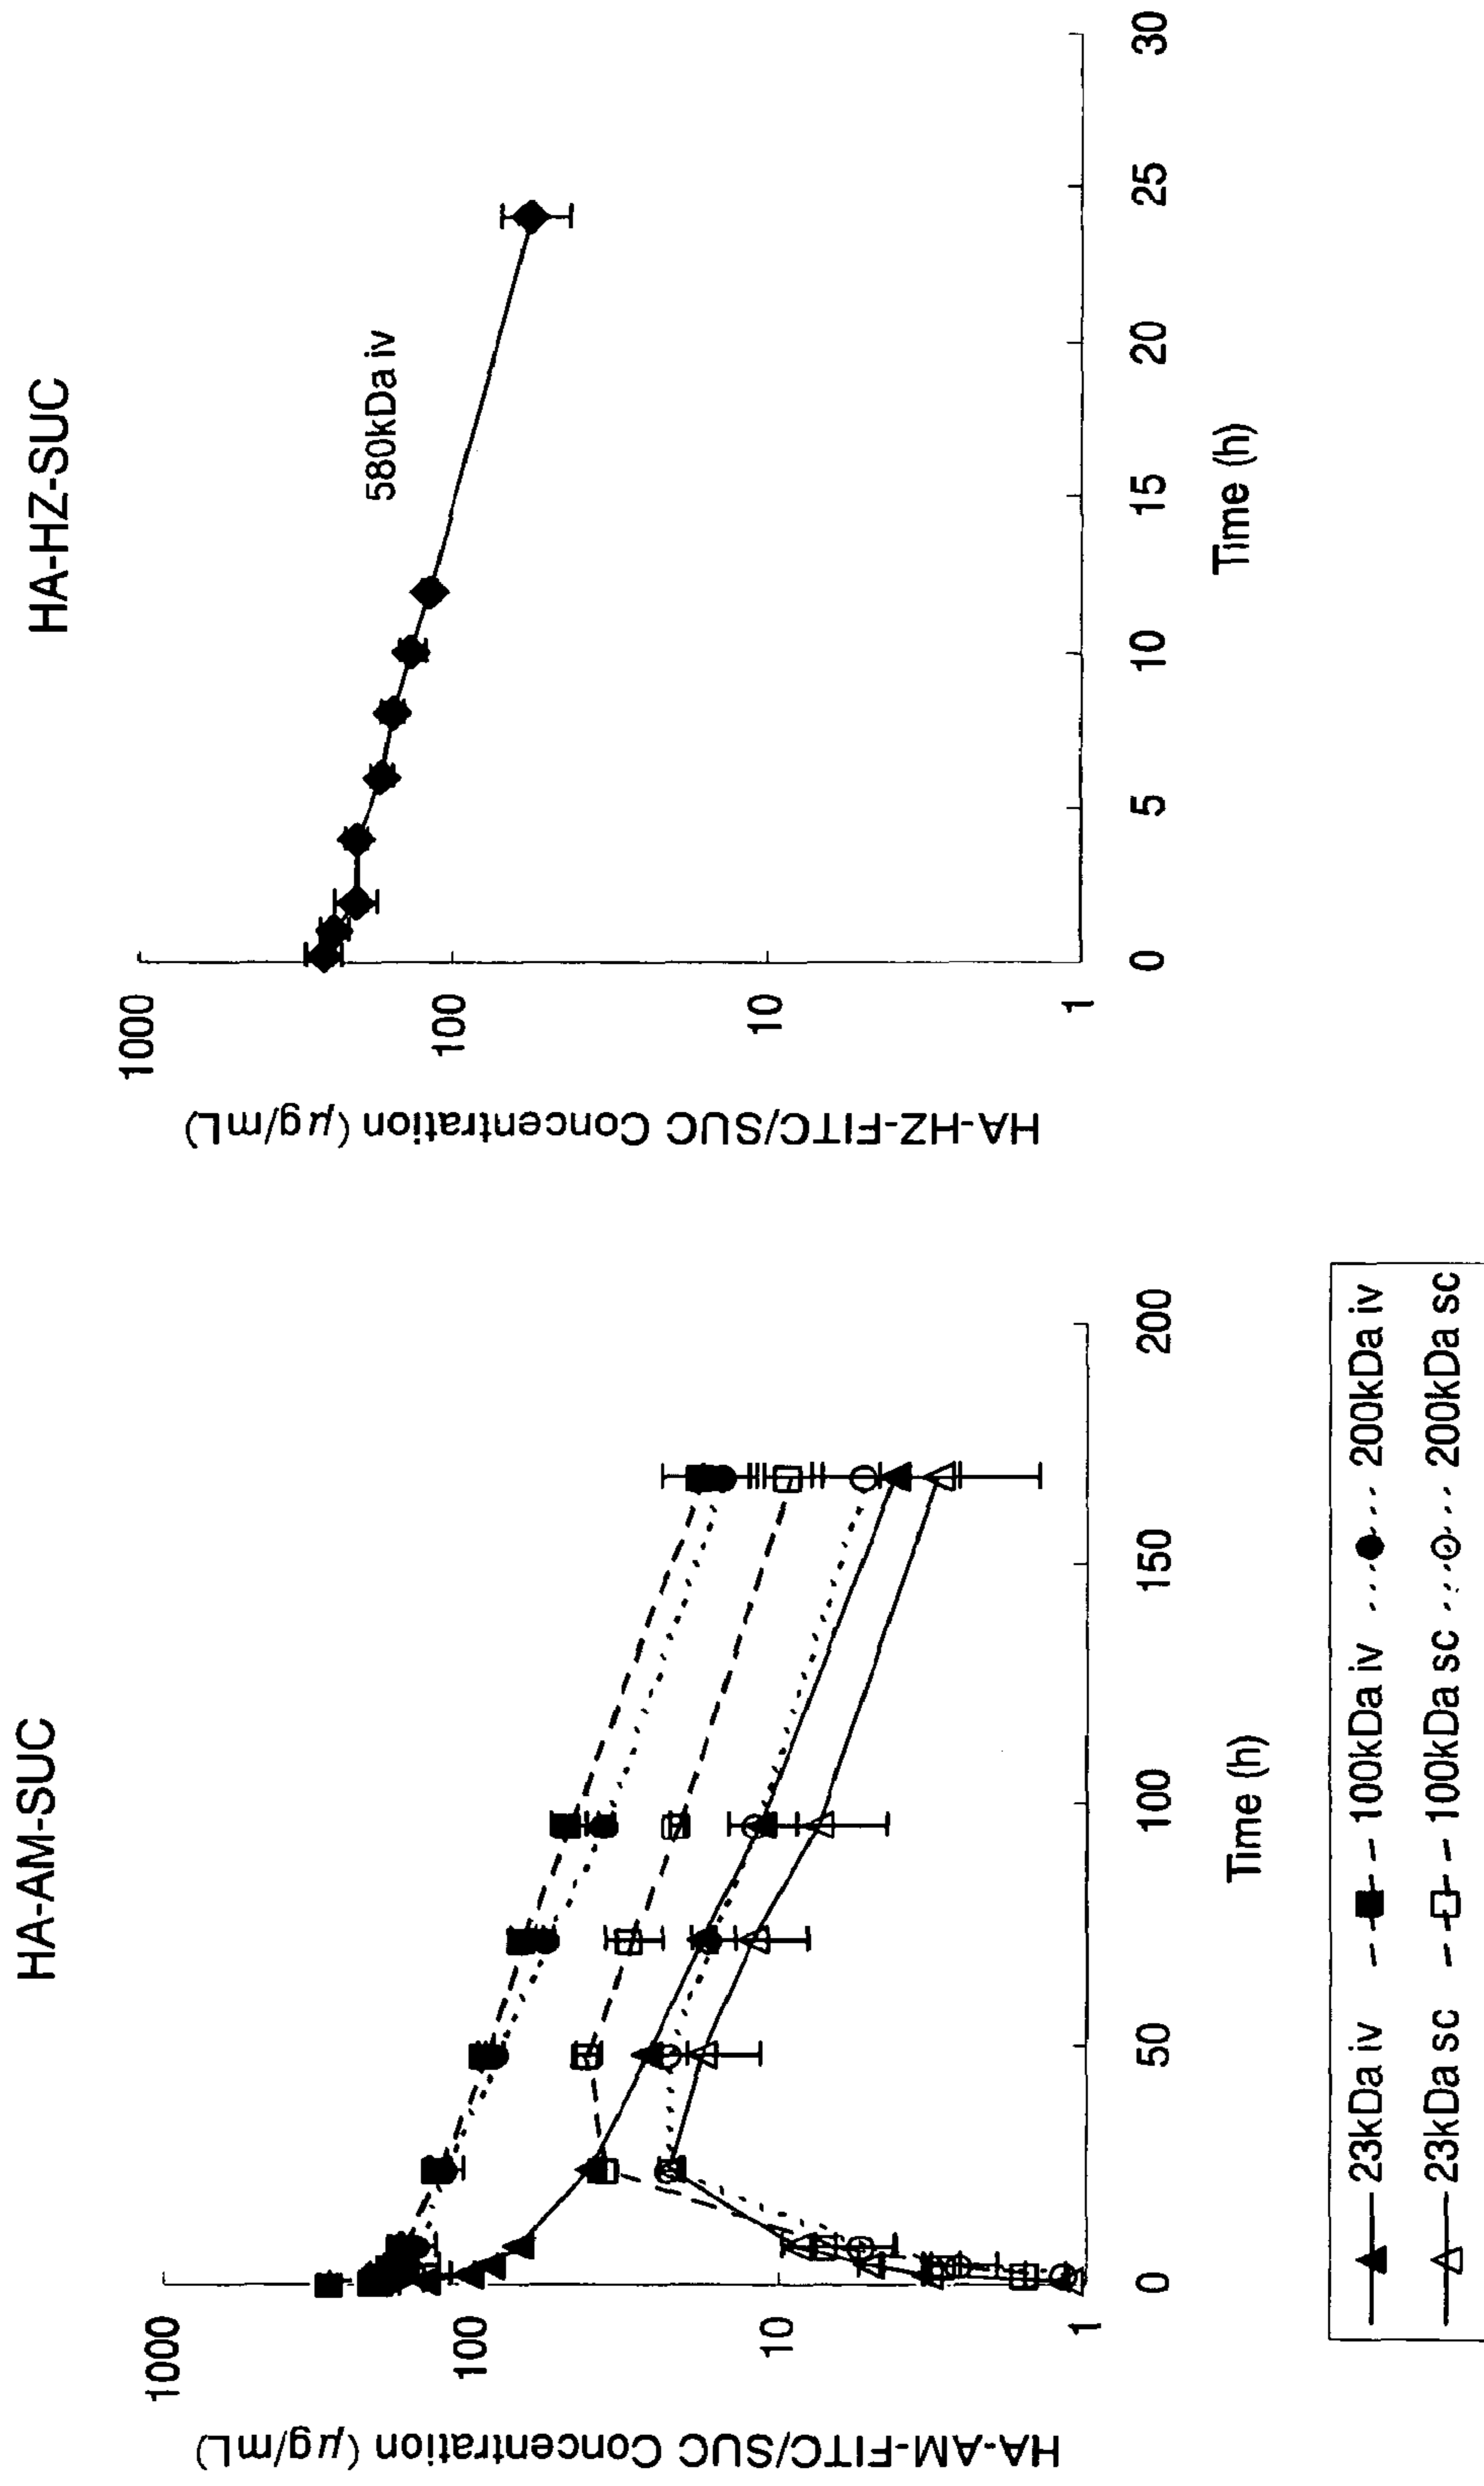 HA-AM-SUC
HA-AM-FITC/SUC Concentration (μg/mL)
1000
100
10
1
0
50
100
150
200
Time (h)
23kDa iv
100kDa iv
200kDa iv
23kDa sc
100kDa sc
200kDa sc
HA-HZ-SUC
HA-HZ-FITC/SUC Concentration (μg/mL)
1000
100
10
1
580kDa iv
0
5
10
15
20
25
30
Time (h)